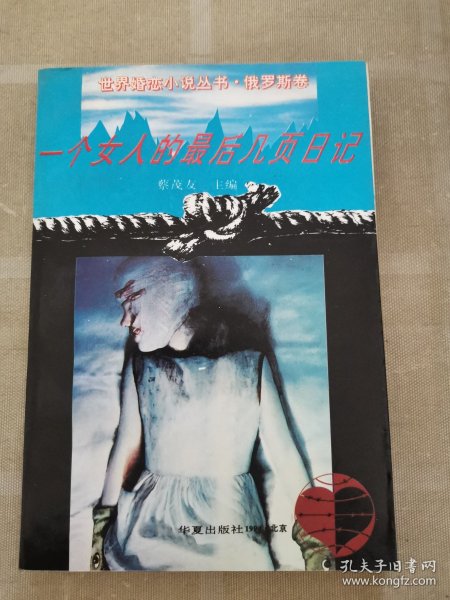 世界婚恋小说丛书·俄罗斯卷
一个女人的最后几页日记
蔡茂友 主编
华夏出版社 199 北京
孔夫子旧书网
www.kongfz.com